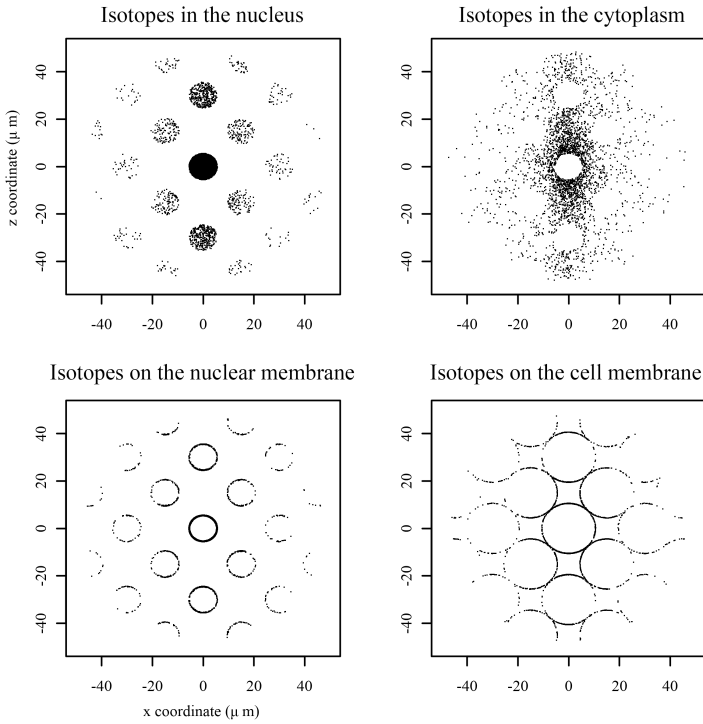 Isotopes in the nucleus
Isotopes in the cytoplasm
z coordinate (μ m)
40
20
0
-20
-40
40
20
0
-20
-40
-40 -20 0 20 40
-40 -20 0 20 40
Isotopes on the nuclear membrane
Isotopes on the cell membrane
40
20
0
-20
-40
40
20
0
-20
-40
-40 -20 0 20 40
-40 -20 0 20 40
x coordinate (μ m)